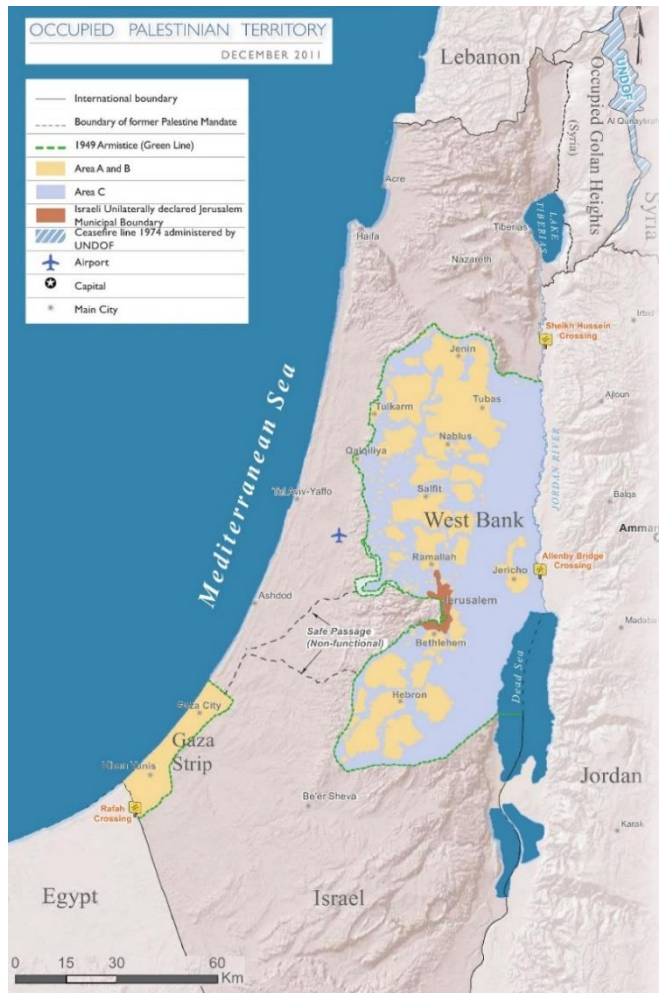 OCCUPIED PALESTINIAN TERRITORY
DECEMBER 2011
International boundary
Boundary of former Palestine Mandate
1949 Armistice (Green Line)
Area A and B
Area C
Israeli Unilaterally declared Jerusalem
Municipal Boundary
Ceasefire line 1974 administered by
UNDOF
Airport
Capital
Main City
Lebanon
UNDOF
Al Qunaytirah
Occupied Golan Heights
(Syria)
Syria
Acre
Haifa
Tiberias
LAKE
TIBERIAS
Nazareth
Irbid
Sheikh Hussein
Crossing
Jenin
Ajloun
Tubas
Tulkarm
Nablus
JORDAN RIVER
Qalqiliya
Mediterranean Sea
Tel Aviv-Yaffo
Salfit
Balqa
West Bank
Amman
Ramallah
Allenby Bridge
Crossing
Jericho
Ashdod
Jerusalem
Safe Passage
(Non-functional)
Bethlehem
Madaba
Dead Sea
Gaza City
Hebron
Gaza
Strip
Khan Yunis
Jordan
Be'er Sheva
Rafah
Crossing
Karak
Egypt
Israel
0 15 30 60
Km